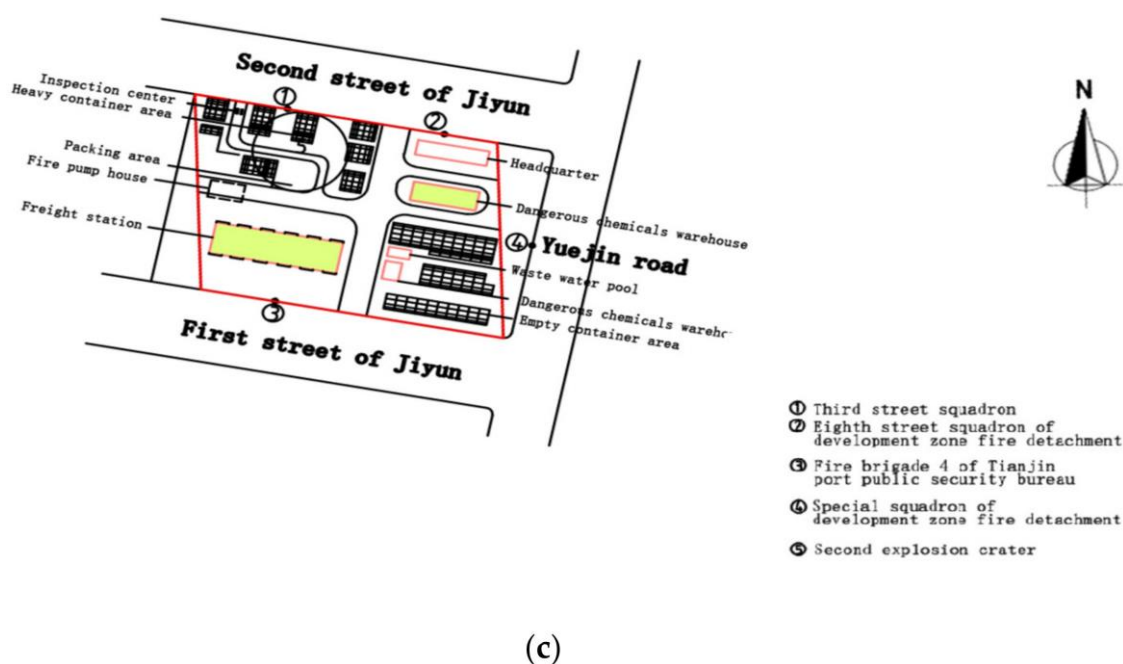 Second street of Jiyun
N
Inspection center
①
Heavy container area
②
Headquarter
Packing area
Fire pump house
Dangerous chemicals warehouse
Freight station
④
Yuejin road
Waste water pool
Dangerous chemicals
③
Empty container area
First street of Jiyun
① Third street squadron
② Eighth street squadron of
development zone fire detachment
③ Fire brigade 4 of Tianjin
port public security bureau
④ Special squadron of
development zone fire detachment
⑤ Second explosion crater
(c)